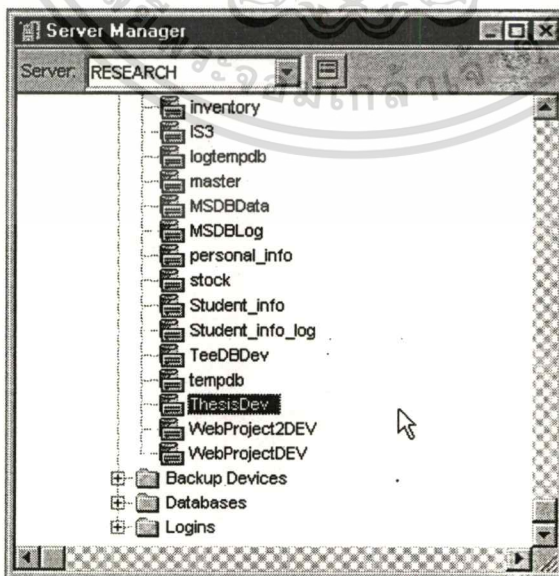 Server Manager
Server: RESEARCH
inventory
IS3
logtempdb
master
MSDBData
MSDBLog
personal_info
stock
Student_info
Student_info_log
TeeDBDev
tempdb
ThesisDev
WebProject2DEV
WebProjectDEV
Backup Devices
Databases
Logins